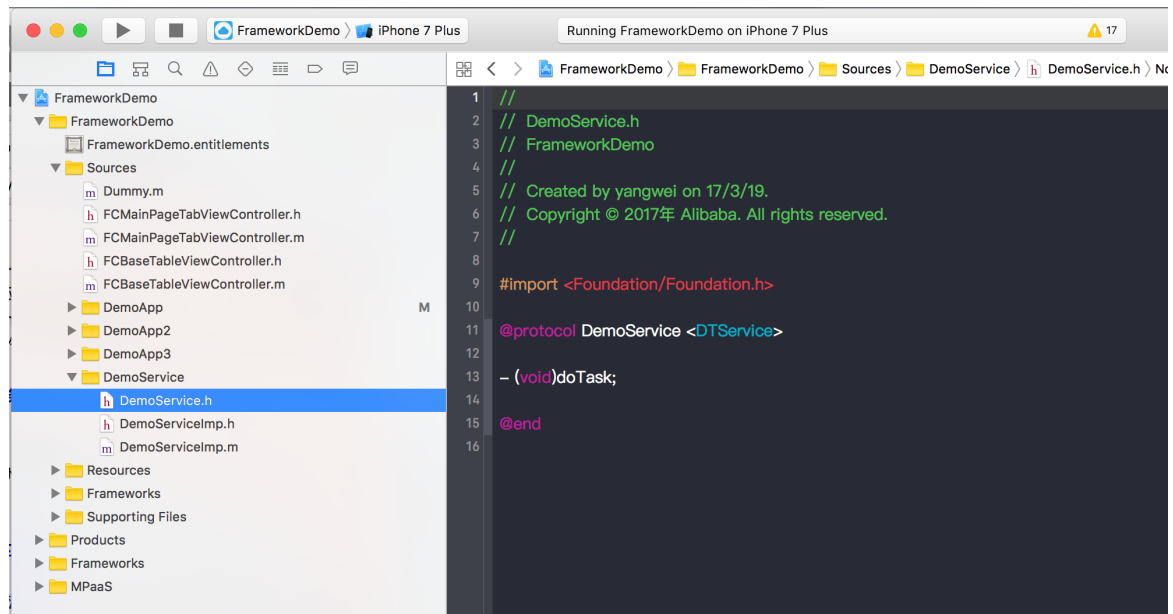 FrameworkDemo
iPhone 7 Plus
Running FrameworkDemo on iPhone 7 Plus
17
FrameworkDemo
FrameworkDemo
FrameworkDemo.entitlements
Sources
m Dummy.m
h FCMainPageTabViewController.h
m FCMainPageTabViewController.m
h FCBaseTableViewController.h
m FCBaseTableViewController.m
DemoApp M
DemoApp2
DemoApp3
DemoService
h DemoService.h
h DemoServiceImp.h
m DemoServiceImp.m
Resources
Frameworks
Supporting Files
Products
Frameworks
MPaaS
FrameworkDemo FrameworkDemo Sources DemoService h DemoService.h
1 //
2 // DemoService.h
3 // FrameworkDemo
4 //
5 // Created by yangwei on 17/3/19.
6 // Copyright © 2017年 Alibaba. All rights reserved.
7 //
8
9 #import <Foundation/Foundation.h>
10
11 @protocol DemoService <DTService>
12
13 - (void)doTask;
14
15 @end
16